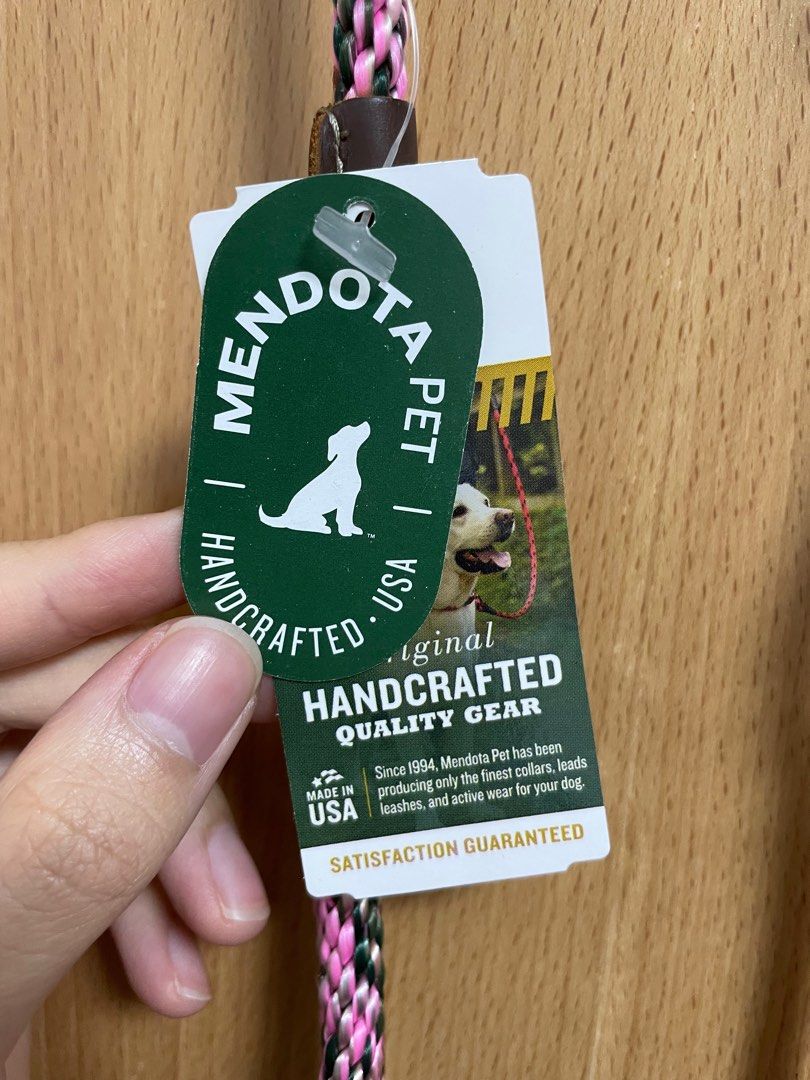 MENDOTA PET
HANDCRAFTED · USA
™
HANDCRAFTED
QUALITY GEAR
MADE IN
USA
Since 1994, Mendota Pet has been
producing only the finest collars, leads
leashes, and active wear for your dog.
SATISFACTION GUARANTEED